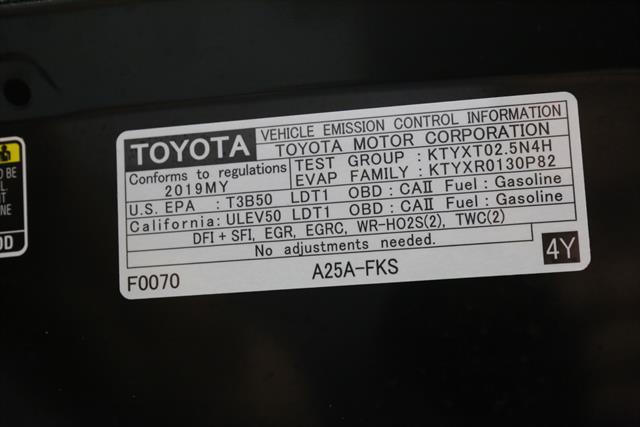 TOYOTA
VEHICLE EMISSION CONTROL INFORMATION
TOYOTA MOTOR CORPORATION
Conforms to regulations
2019MY
TEST GROUP : KTYXT02.5N4H
EVAP FAMILY : KTYXR0130P82
U.S. EPA : T3B50 LDT1 OBD : CAII Fuel : Gasoline
California: ULEV50 LDT1 OBD : CAII Fuel : Gasoline
DFI + SFI, EGR, EGRC, WR-HO2S(2), TWC(2)
No adjustments needed.
F0070
A25A-FKS
4Y